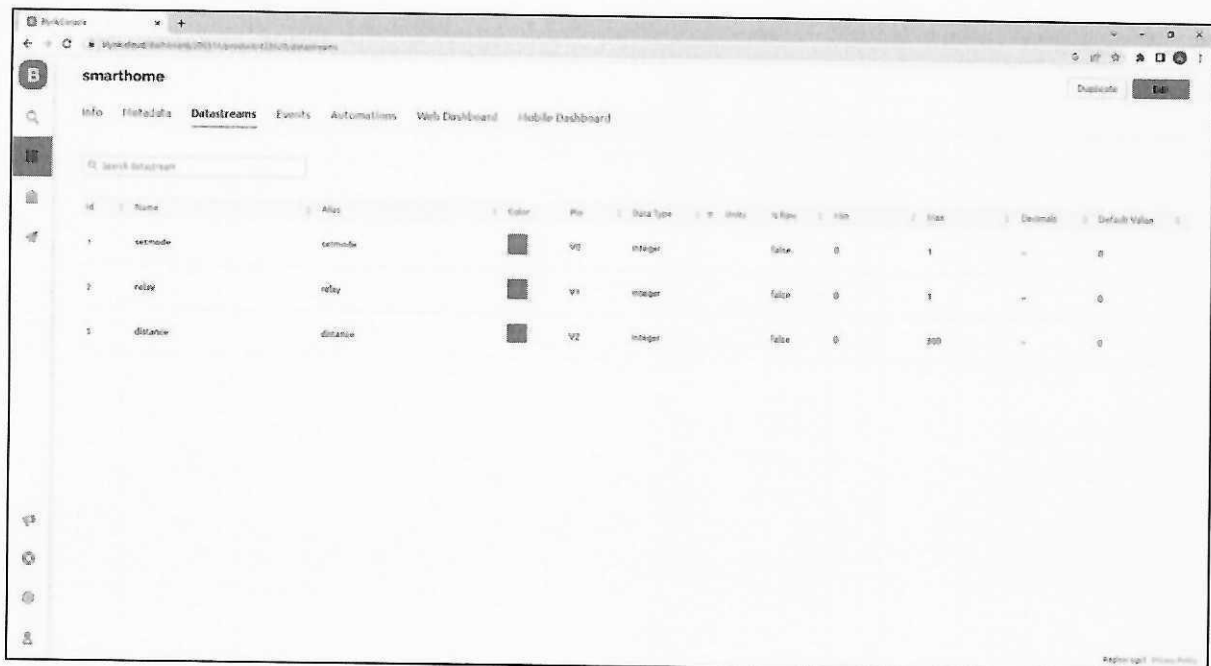 B
smarthome
Duplicate Edit
Info Metadata Datastreams Events Automations Web Dashboard Mobile Dashboard
Search datastream
Id Name Alias Color Pin Data Type Units Is Raw Min Max Decimals Default Value
1 setmode setmode V0 Integer false 0 1 - 0
2 relay relay V1 Integer false 0 1 - 0
3 distance distance V2 Integer false 0 300 - 0
Privacy Policy